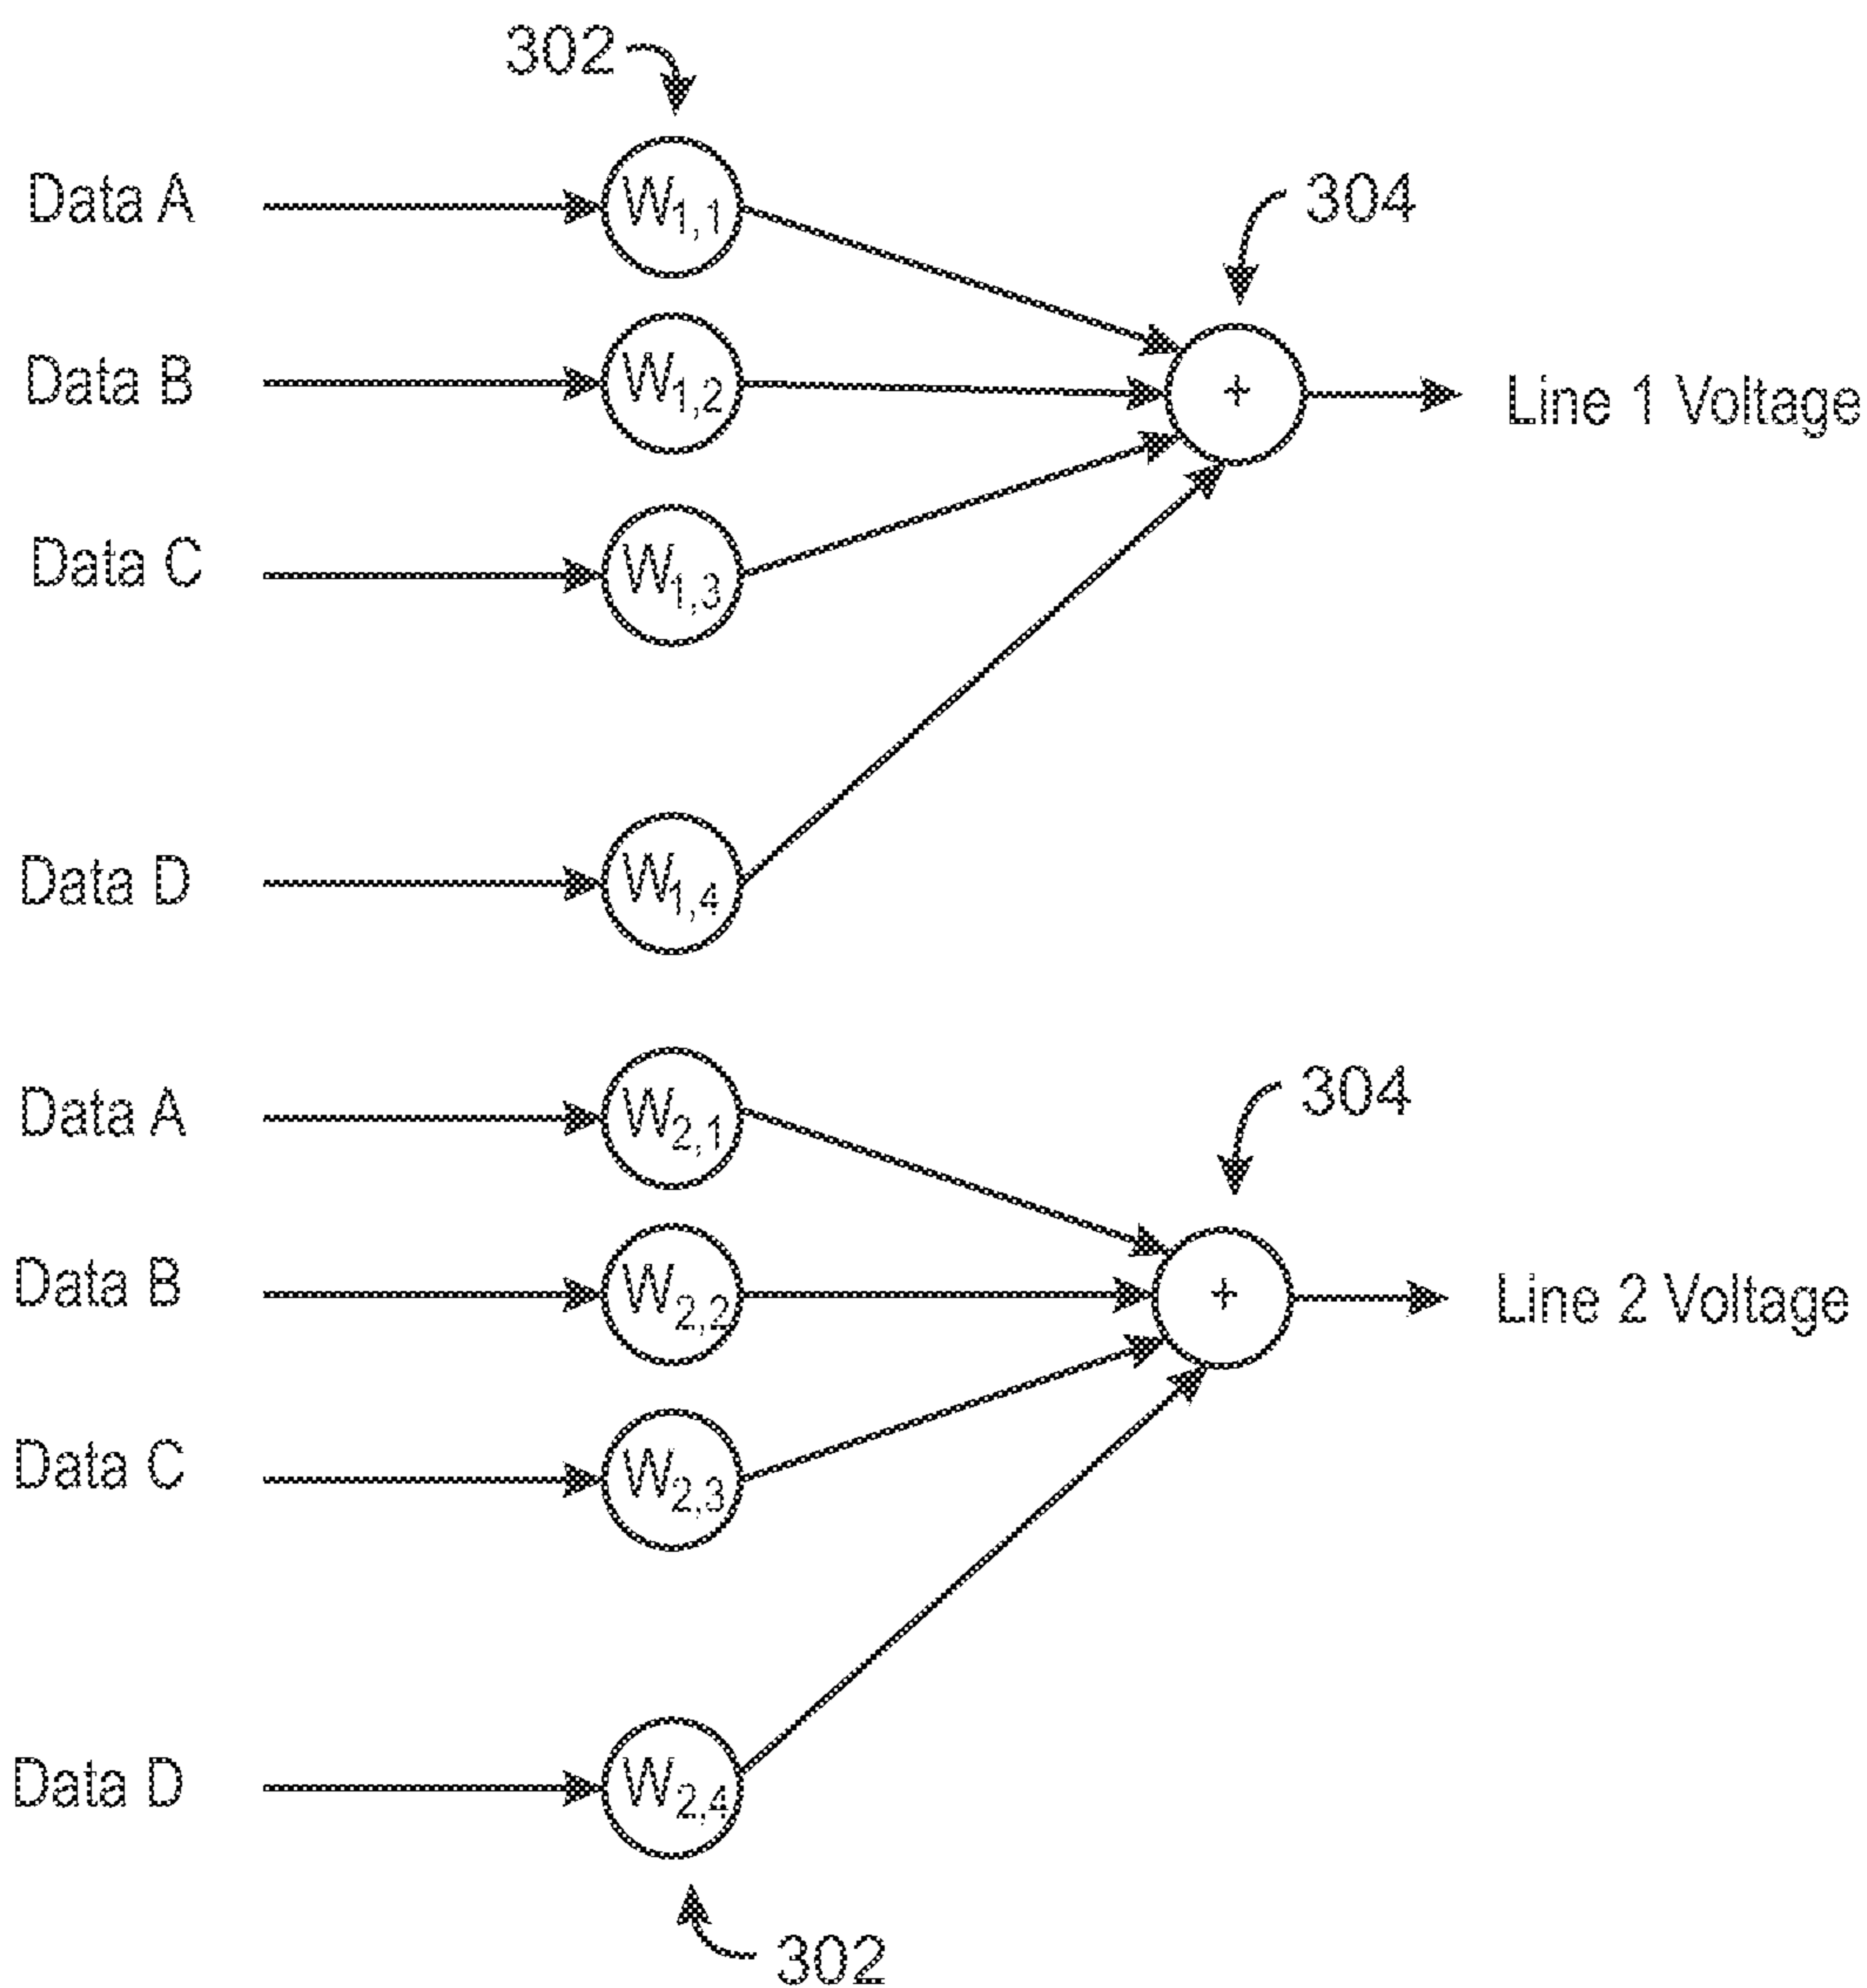 302
Data A
W1,1
304
Data B
W1,2
+
Line 1 Voltage
Data C
W1,3
Data D
W1,4
Data A
W2,1
304
Data B
W2,2
+
Line 2 Voltage
Data C
W2,3
Data D
W2,4
302